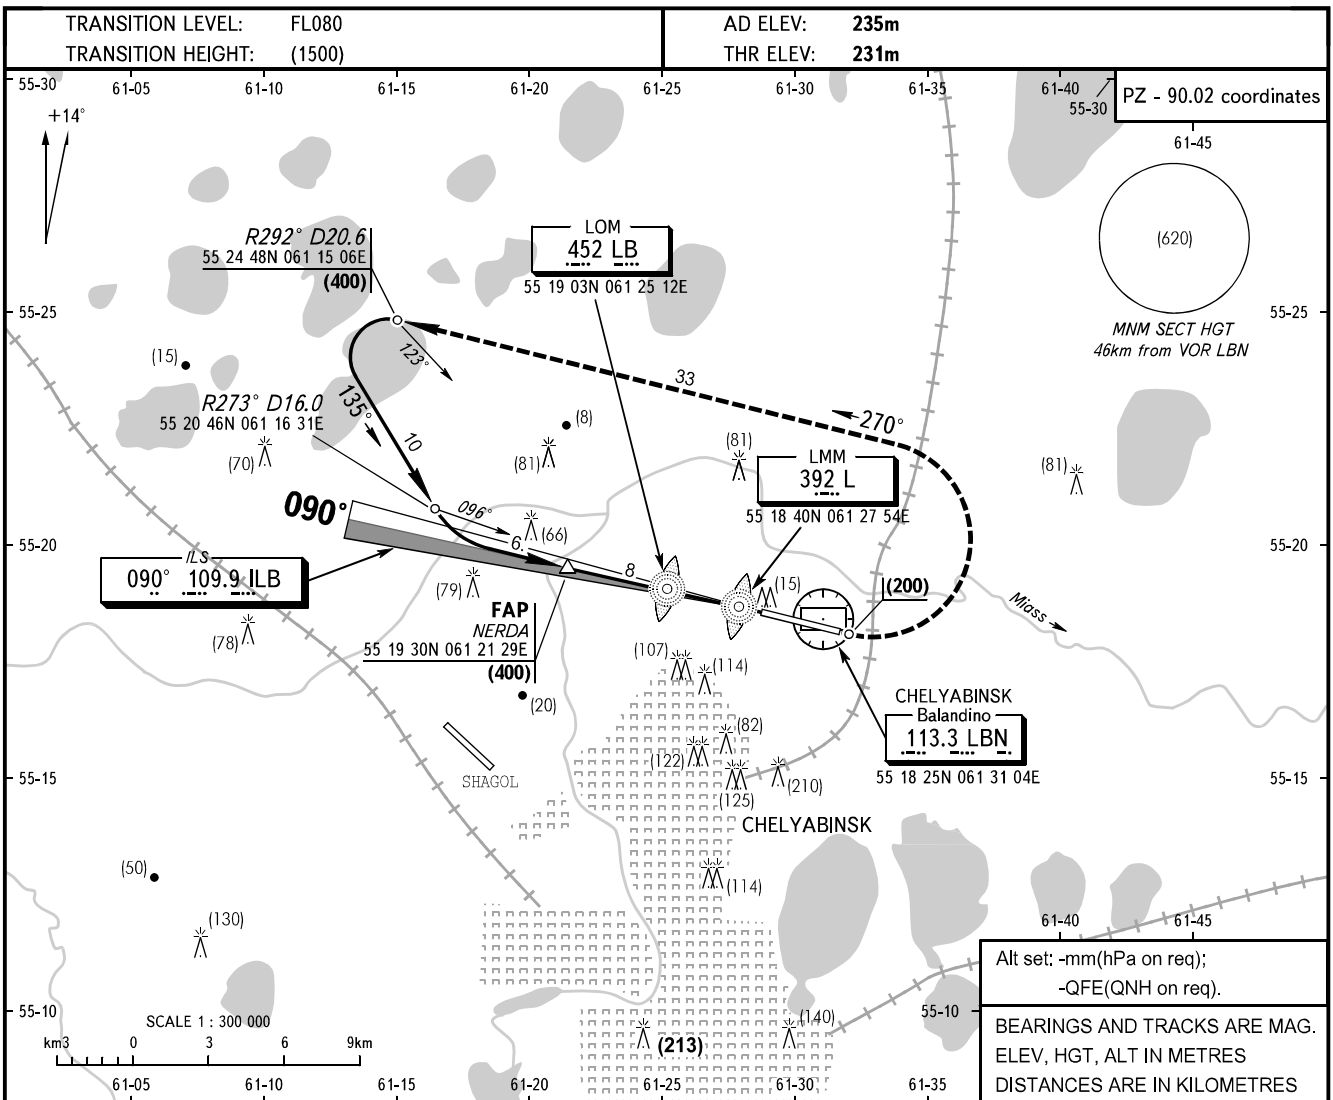 TRANSITION LEVEL: FL080
TRANSITION HEIGHT: (1500)
AD ELEV: 235m
THR ELEV: 231m
55-30
61-05
61-10
61-15
61-20
61-25
61-30
61-35
61-40
55-30
PZ - 90.02 coordinates
61-45
+14°
(620)
MNM SECT HGT
46km from VOR LBN
R292° D20.6
55 24 48N 061 15 06E
(400)
LOM
452 LB
55 19 03N 061 25 12E
55-25
55-25
123°
33
(15)
135°
10
R273° D16.0
55 20 46N 061 16 31E
(70)
(8)
(81)
270°
(81)
LMM
392 L
55 18 40N 061 27 54E
(81)
090°
096°
(66)
6.
8
55-20
55-20
ILS
090° 109.9 ILB
(79)
(78)
FAP
NERDA
55 19 30N 061 21 29E
(400)
(15)
(200)
Miass
(107)
(114)
(20)
(82)
(122)
(125)
(210)
SHAGOL
CHELYABINSK
Balandino
113.3 LBN
55 18 25N 061 31 04E
55-15
55-15
CHELYABINSK
(50)
(114)
(130)
61-40
61-45
55-10
55-10
(140)
(213)
SCALE 1 : 300 000
km3 0 3 6 9km
Alt set: -mm(hPa on req);
-QFE(QNH on req).
BEARINGS AND TRACKS ARE MAG.
ELEV, HGT, ALT IN METRES
DISTANCES ARE IN KILOMETRES
61-05
61-10
61-15
61-20
61-25
61-30
61-35